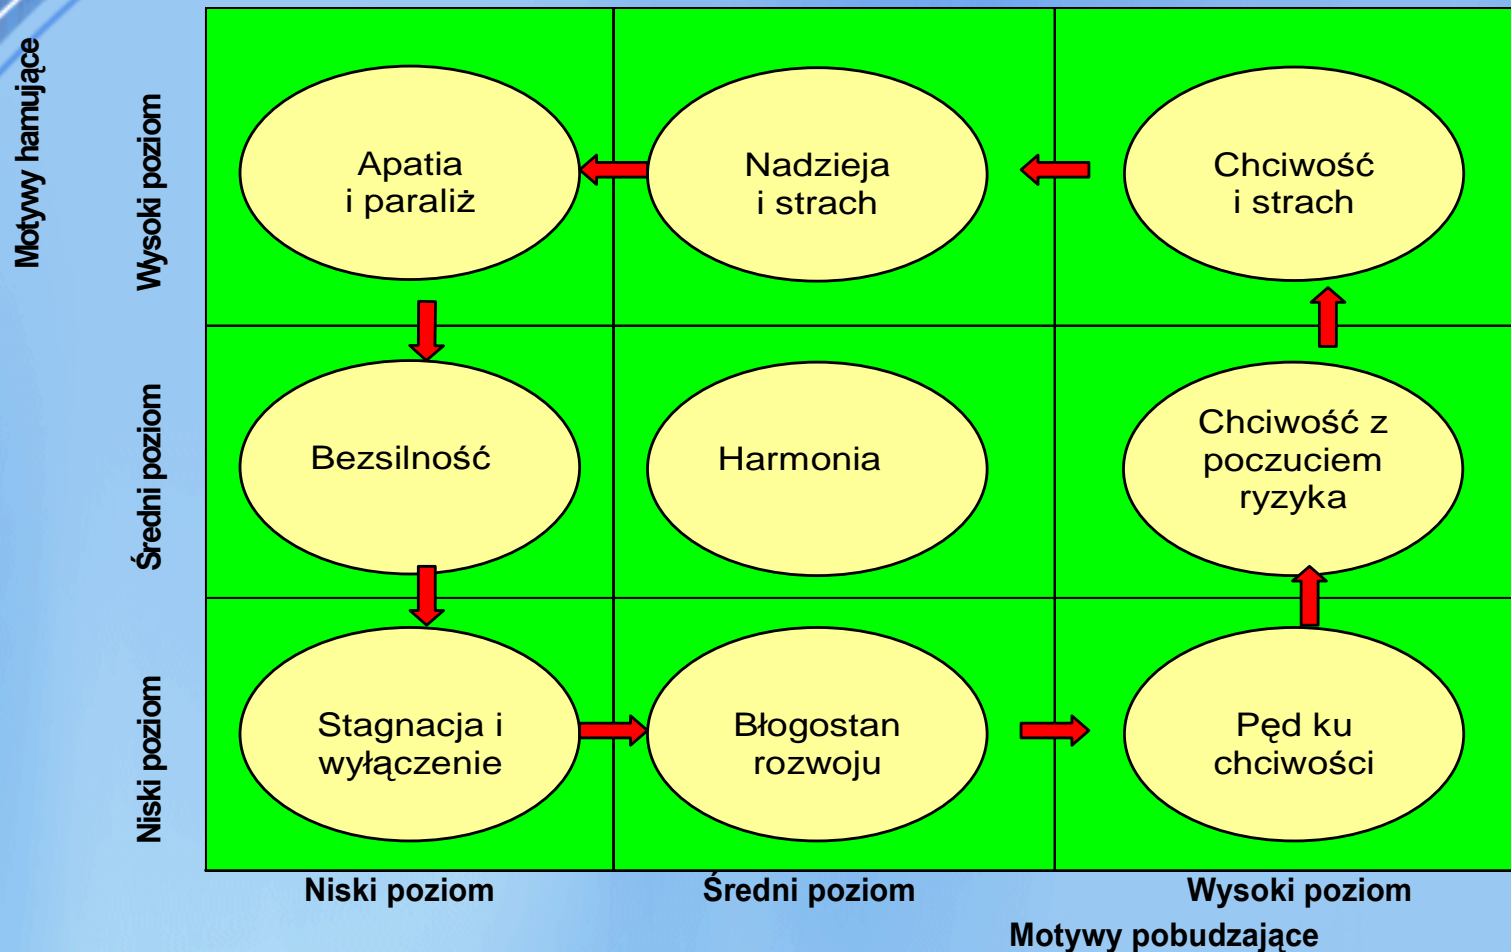 Motywy hamujące
Wysoki poziom
Apatia
i paraliż
Nadzieja
i strach
Chciwość
i strach
Średni poziom
Bezsilność
Harmonia
Chciwość z
poczuciem
ryzyka
Niski poziom
Stagnacja i
wyłączenie
Błogostan
rozwoju
Pęd ku
chciwości
Niski poziom
Średni poziom
Wysoki poziom
Motywy pobudzające